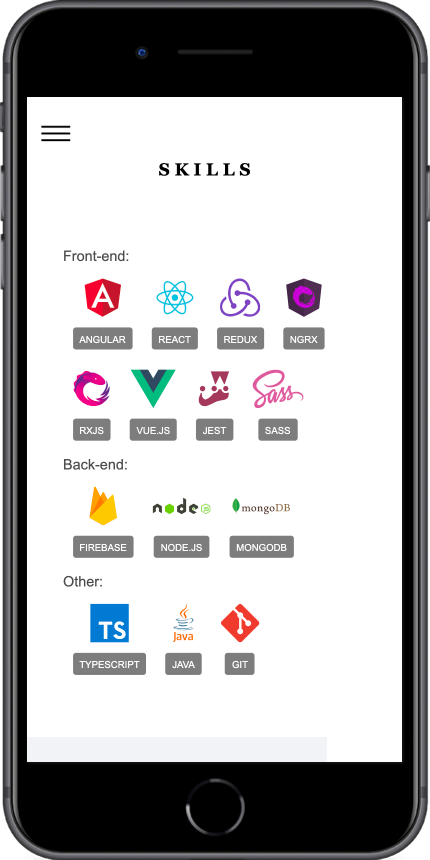 SKILLS
Front-end:
ANGULAR REACT REDUX NGRX
Sass
RXJS VUE.JS JEST SASS
Back-end:
node JS mongoDB
FIREBASE NODE.JS MONGODB
Other:
TS Java
TYPESCRIPT JAVA GIT